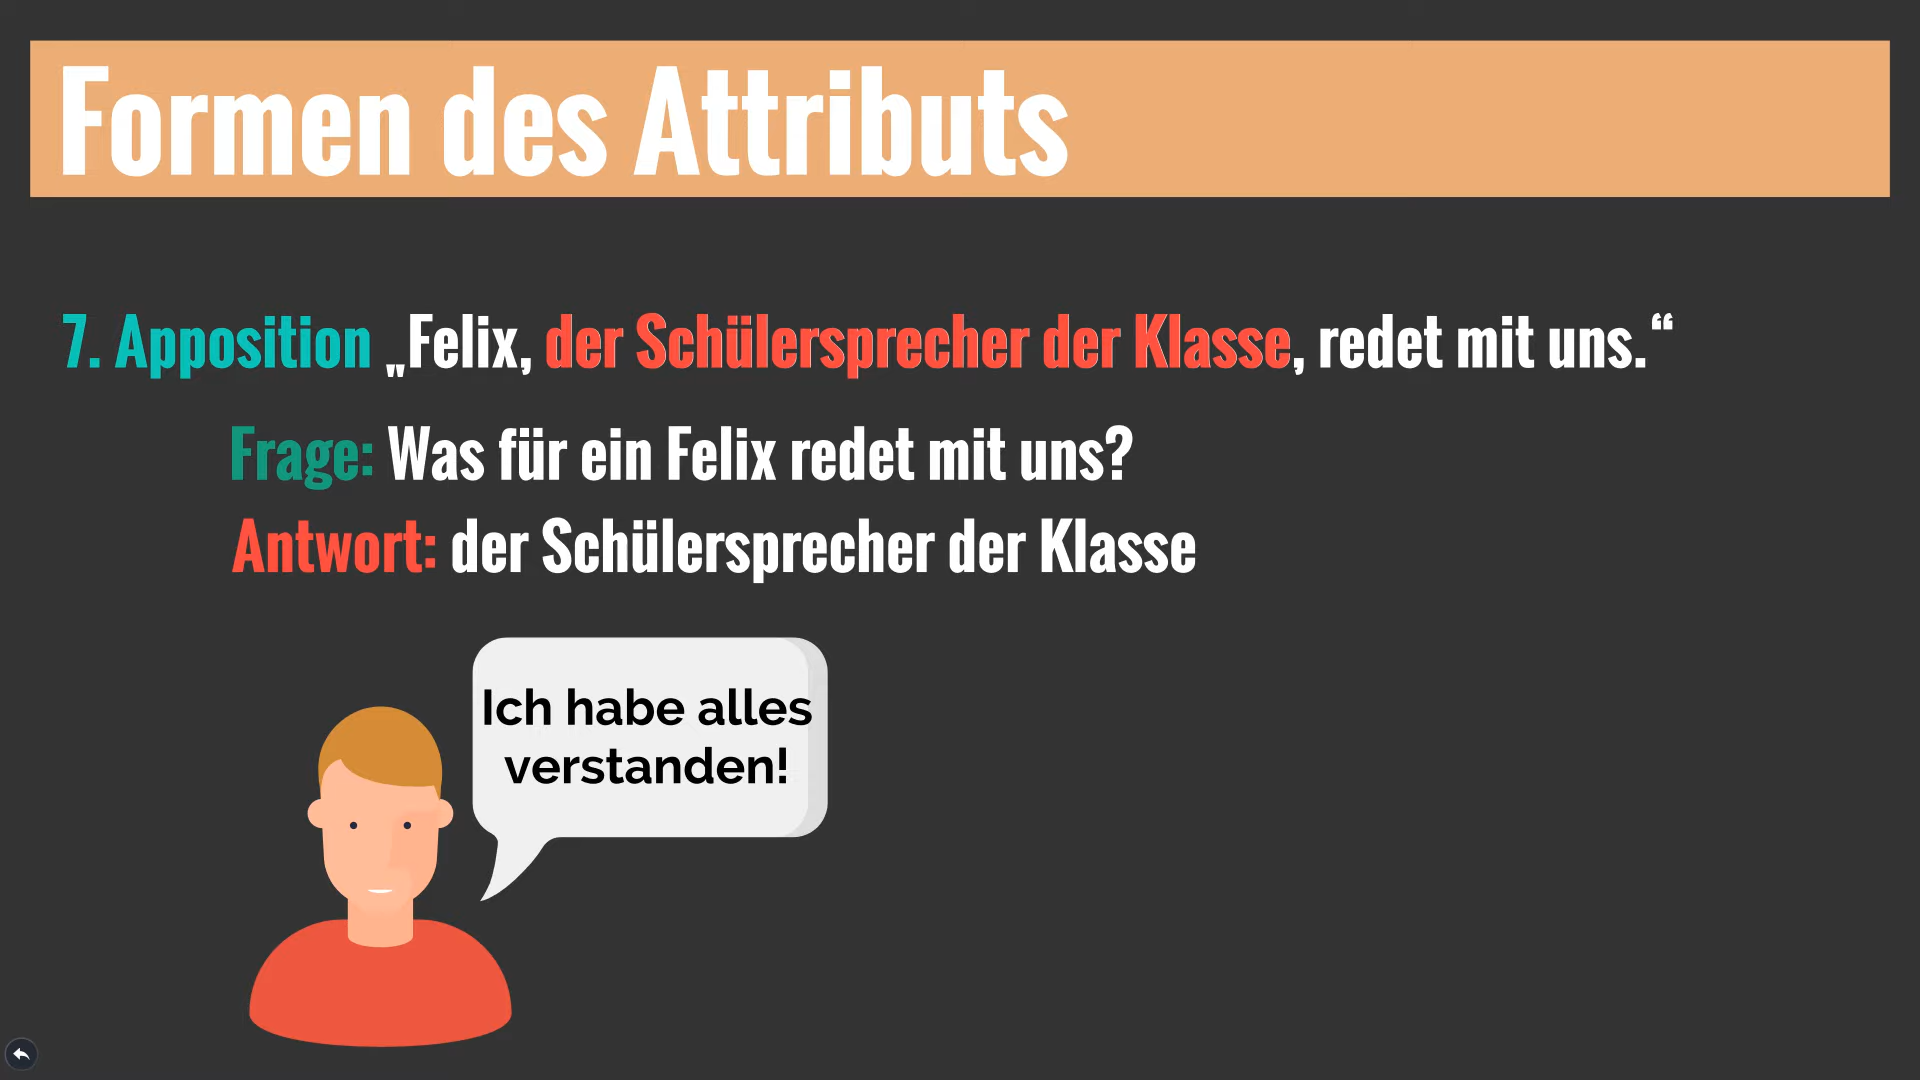 Formen des Attributs
7. Apposition „Felix, der Schülersprecher der Klasse, redet mit uns.“
Frage: Was für ein Felix redet mit uns?
Antwort: der Schülersprecher der Klasse
Ich habe alles
verstanden!